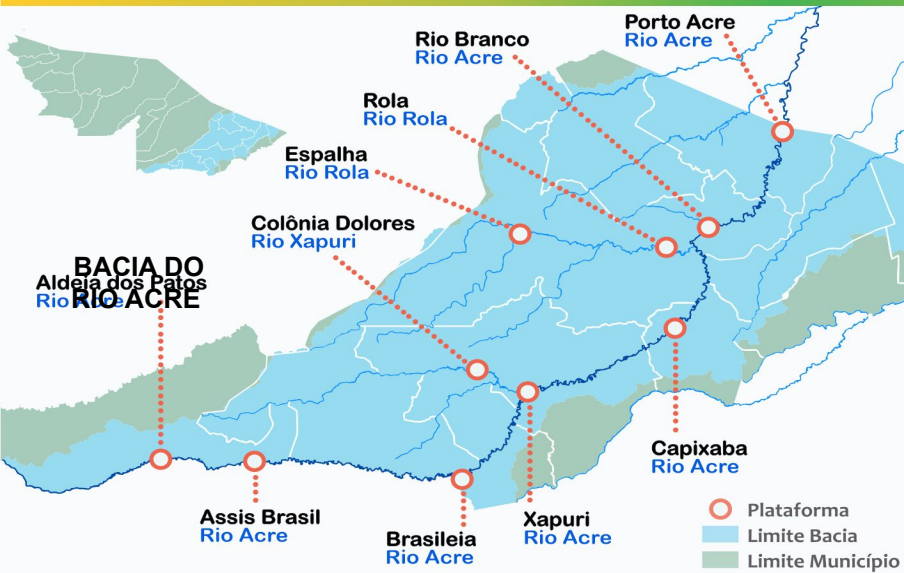 Porto Acre
Rio Acre
Rio Branco
Rio Acre
Rola
Rio Rola
Espalha
Rio Rola
Colônia Dolores
Rio Xapuri
BACIA DO
RIO ACRE
Aldeia dos Patos
Rio Acre
Capixaba
Rio Acre
Assis Brasil
Rio Acre
Brasileia
Rio Acre
Xapuri
Rio Acre
Plataforma
Limite Bacia
Limite Município